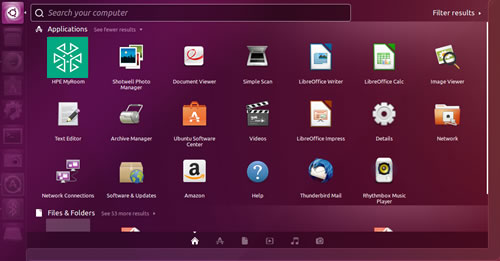 Search your computer
Filter results
Applications
See fewer results
HPE MyRoom
Shotwell Photo
Manager
Document Viewer
Simple Scan
LibreOffice Writer
LibreOffice Calc
Image Viewer
Text Editor
Archive Manager
Ubuntu Software
Center
Videos
LibreOffice Impress
Details
Network
Network Connections
Software & Updates
Amazon
Help
Thunderbird Mail
Rhythmbox Music
Player
Files & Folders
See 53 more results